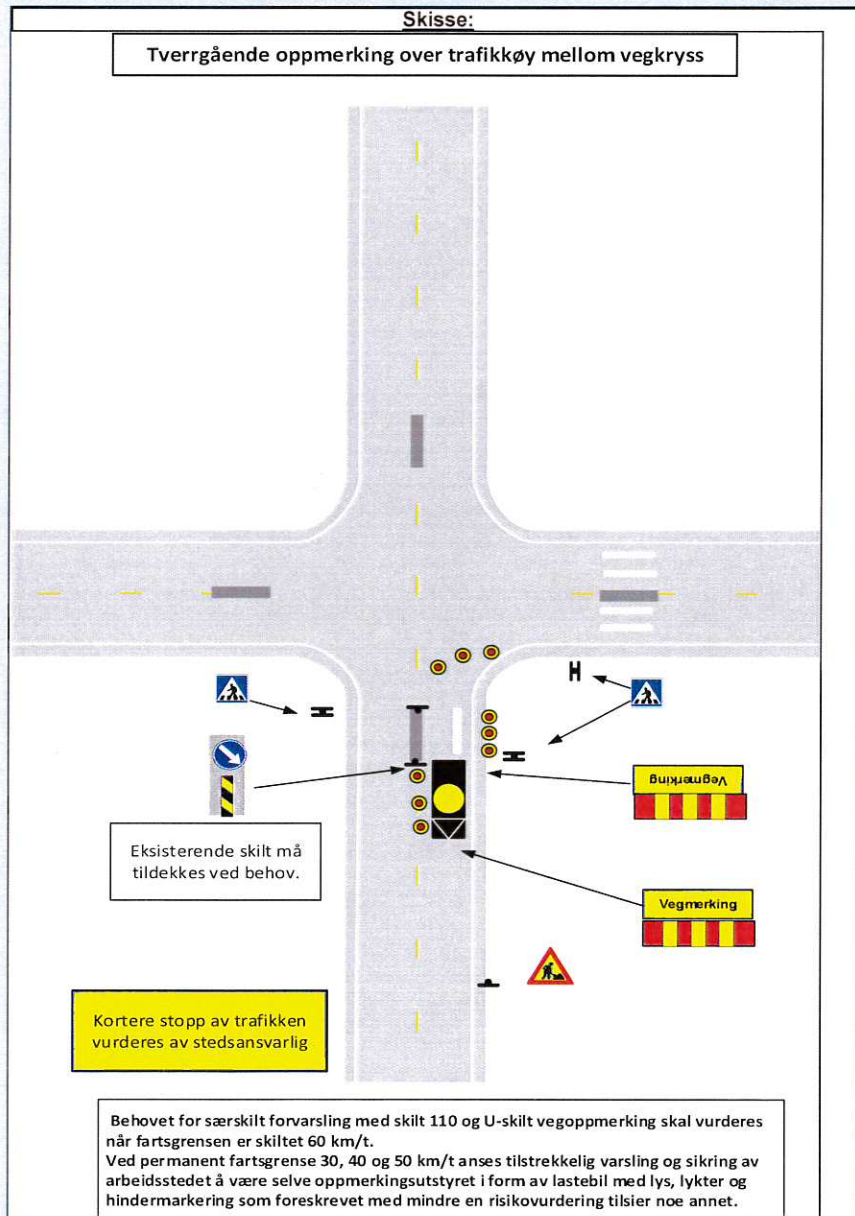 Skisse:
Tverrgående oppmerking over trafikkøy mellom vegkryss
Vegmerking
Eksisterende skilt må
tildekkes ved behov.
Vegmerking
Kortere stopp av trafikken
vurderes av stedsansvarlig
Behovet for særskilt forvarsling med skilt 110 og U-skilt vegoppmerking skal vurderes
når fartsgrensen er skiltet 60 km/t.
Ved permanent fartsgrense 30, 40 og 50 km/t anses tilstrekkelig varsling og sikring av
arbeidsstedet å være selve oppmerkingsutstyret i form av lastebil med lys, lykter og
hindermarkering som foreskrevet med mindre en risikovurdering tilsier noe annet.